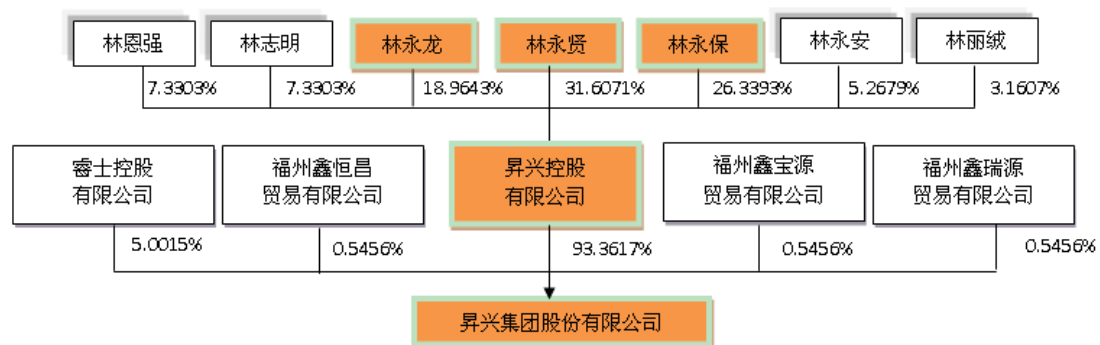 林恩强
林志明
林永龙
林永贤
林永保
林永安
林丽绒
7.3303%
7.3303%
18.9643%
31.6071%
26.3393%
5.2679%
3.1607%
睿士控股
有限公司
福州鑫恒昌
贸易有限公司
昇兴控股
有限公司
福州鑫宝源
贸易有限公司
福州鑫瑞源
贸易有限公司
5.0015%
0.5456%
93.3617%
0.5456%
0.5456%
昇兴集团股份有限公司